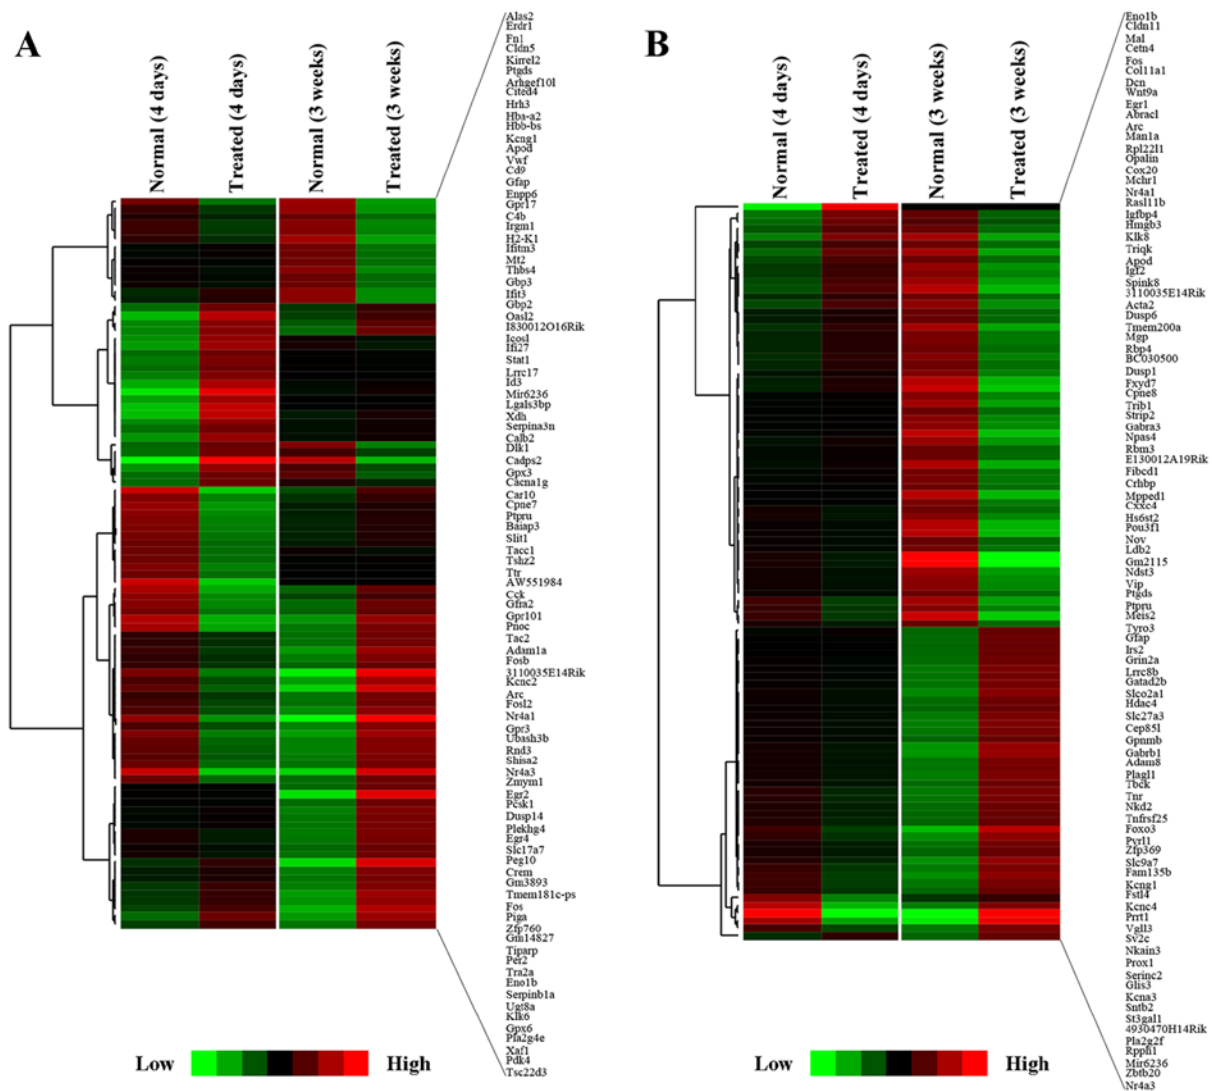 A
Normal (4 days)
Treated (4 days)
Normal (3 weeks)
Treated (3 weeks)
Alas2
Erdr1
Fn1
Cldn5
Kirrel2
Ptgds
Arhgef10l
Cited4
Hrh3
Hba-a2
Hbb-bs
Kcng1
Apod
Vwf
Cd9
Gfap
Enpp6
Gpr17
C4b
Irgm1
H2-K1
Ifitm3
Mt2
Thbs4
Gbp3
Ifit3
Gbp2
Oasl2
I830012O16Rik
Icosl
Ifi27
Stat1
Lrrc17
Id3
Mir6236
Lgals3bp
Xdh
Serpina3n
Calb2
Dlk1
Cadps2
Gpx3
Cacna1g
Car10
Cpne7
Ptpru
Baiap3
Slit1
Tacc1
Tshz2
Ttr
AW551984
Cck
Gfra2
Gpr101
Pnoc
Tac2
Adam1a
Fosb
3110035E14Rik
Kcnc2
Arc
Fosl2
Nr4a1
Gpr3
Ubash3b
Rnd3
Shisa2
Nr4a3
Zmym1
Egr2
Pcsk1
Dusp14
Plekhg4
Egr4
Slc17a7
Peg10
Crem
Gm3893
Tmem181c-ps
Fos
Piga
Zfp760
Gm14827
Tiparp
Per2
Tra2a
Eno1b
Serpinb1a
Ugt8a
Klk6
Gpx6
Pla2g4e
Xaf1
Pdk4
Tsc22d3
Low
High
B
Normal (4 days)
Treated (4 days)
Normal (3 weeks)
Treated (3 weeks)
Eno1b
Cldn11
Mal
Cetn4
Fos
Col11a1
Dcn
Wnt9a
Egr1
Abracl
Arc
Man1a
Rpl22l1
Opalin
Cox20
Mchr1
Nr4a1
Rasl11b
Igfbp4
Hmgb3
Klk8
Triqk
Apod
Igf2
Spink8
3110035E14Rik
Acta2
Dusp6
Tmem200a
Mgp
Rbp4
BC030500
Dusp1
Fxyd7
Cpne8
Trib1
Strip2
Gabra3
Npas4
Rbm3
E130012A19Rik
Fibcd1
Crhbp
Mpped1
Cxxc4
Hs6st2
Pou3f1
Nov
Ldb2
Gm2115
Ndst3
Vip
Ptgds
Ptpru
Meis2
Tyro3
Gfap
Irs2
Grin2a
Lrrc8b
Gatad2b
Slco2a1
Hdac4
Slc27a3
Cep85l
Gpnmb
Gabrb1
Adam8
Plagl1
Tbck
Tnr
Nkd2
Tnfrsf25
Foxo3
Pyrl1
Zfp369
Slc9a7
Fam135b
Kcng1
Fstl4
Kcnc4
Prrt1
Vgll3
Sv2c
Nkain3
Prox1
Serinc2
Glis3
Kcna3
Sntb2
St3gal1
4930470H14Rik
Pla2g2f
Rpph1
Mir6236
Zbtb20
Nr4a3
Low
High